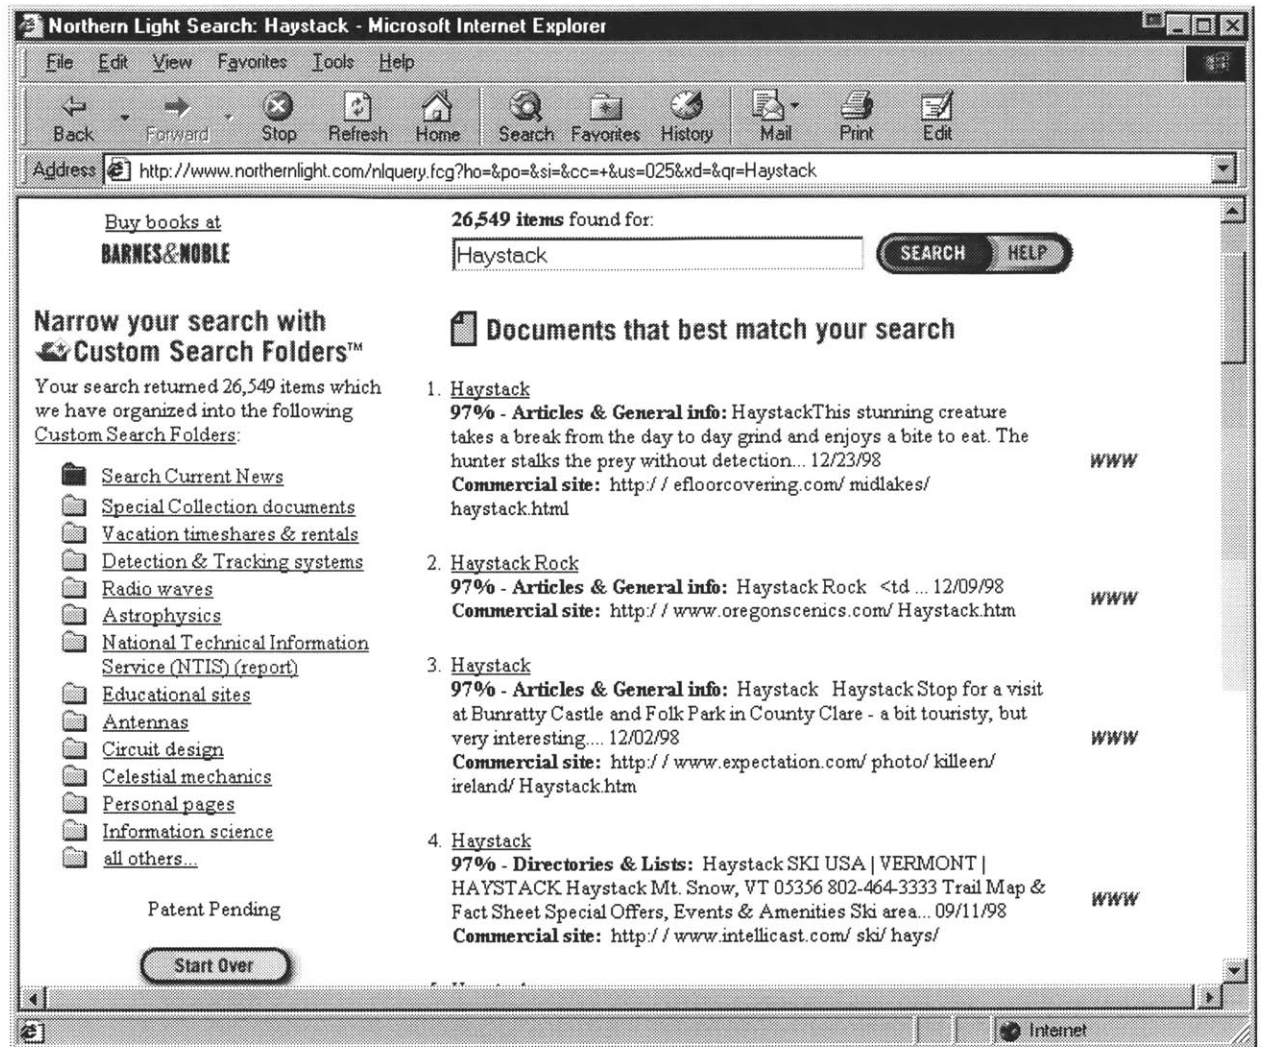 Northern Light Search: Haystack - Microsoft Internet Explorer
File Edit View Favorites Tools Help
Back Forward Stop Refresh Home Search Favorites History Mail Print Edit
Address http://www.northernlight.com/nlquery.fcg?ho=&po=&si=&cc=+&us=025&xd=&qr=Haystack
Buy books at
BARNES&NOBLE
26,549 items found for:
Haystack
SEARCH HELP
Narrow your search with
Custom Search Folders™
Your search returned 26,549 items which
we have organized into the following
Custom Search Folders:
Search Current News
Special Collection documents
Vacation timeshares & rentals
Detection & Tracking systems
Radio waves
Astrophysics
National Technical Information
Service (NTIS) (report)
Educational sites
Antennas
Circuit design
Celestial mechanics
Personal pages
Information science
all others...
Patent Pending
Start Over
Documents that best match your search
1. Haystack
97% - Articles & General info: HaystackThis stunning creature
takes a break from the day to day grind and enjoys a bite to eat. The
hunter stalks the prey without detection... 12/23/98
Commercial site: http:/ / efloorcovering.com/ midlakes/
haystack.html
WWW
2. Haystack Rock
97% - Articles & General info: Haystack Rock <td ... 12/09/98
Commercial site: http:/ / www.oregonscenics.com/ Haystack.htm
WWW
3. Haystack
97% - Articles & General info: Haystack Haystack Stop for a visit
at Bunratty Castle and Folk Park in County Clare - a bit touristy, but
very interesting.... 12/02/98
Commercial site: http:/ / www.expectation.com/ photo/ killeen/
ireland/ Haystack.htm
WWW
4. Haystack
97% - Directories & Lists: Haystack SKI USA | VERMONT |
HAYSTACK Haystack Mt. Snow, VT 05356 802-464-3333 Trail Map &
Fact Sheet Special Offers, Events & Amenities Ski area... 09/11/98
Commercial site: http:/ / www.intellicast.com/ ski/ hays/
WWW
Internet